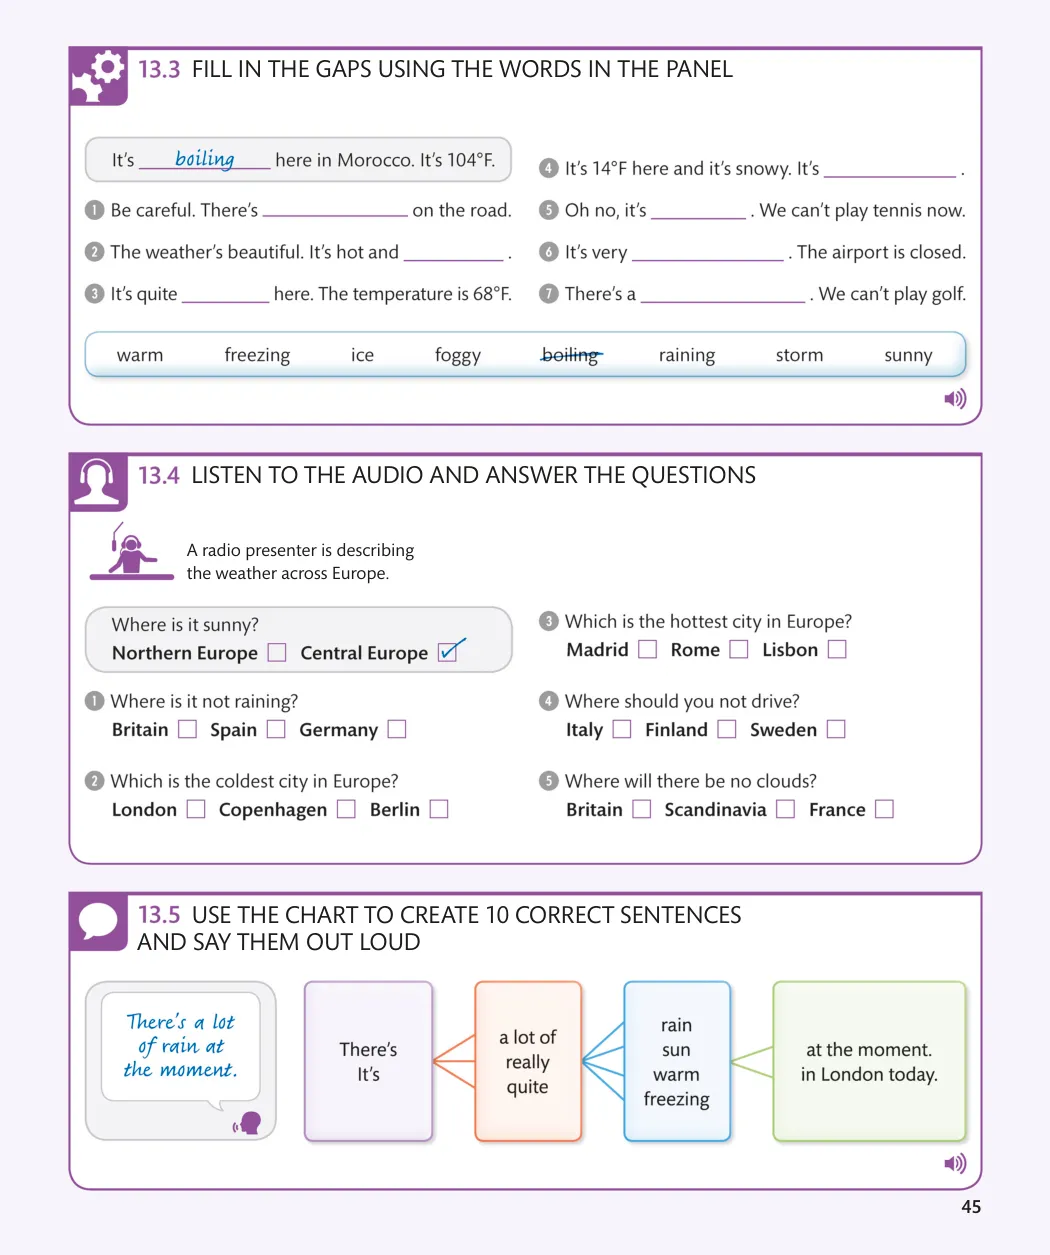 13.3 FILL IN THE GAPS USING THE WORDS IN THE PANEL
It's boiling here in Morocco. It's 104°F.
1 Be careful. There's ______ on the road.
2 The weather's beautiful. It's hot and ______ .
3 It's quite ______ here. The temperature is 68°F.
4 It's 14°F here and it's snowy. It's ______ .
5 Oh no, it's ______ . We can't play tennis now.
6 It's very ______ . The airport is closed.
7 There's a ______ . We can't play golf.
warm freezing ice foggy boiling raining storm sunny
13.4 LISTEN TO THE AUDIO AND ANSWER THE QUESTIONS
A radio presenter is describing
the weather across Europe.
Where is it sunny?
Northern Europe Central Europe
1 Where is it not raining?
Britain Spain Germany
2 Which is the coldest city in Europe?
London Copenhagen Berlin
3 Which is the hottest city in Europe?
Madrid Rome Lisbon
4 Where should you not drive?
Italy Finland Sweden
5 Where will there be no clouds?
Britain Scandinavia France
13.5 USE THE CHART TO CREATE 10 CORRECT SENTENCES
AND SAY THEM OUT LOUD
There's a lot
of rain at
the moment.
There's
It's
a lot of
really
quite
rain
sun
warm
freezing
at the moment.
in London today.
45